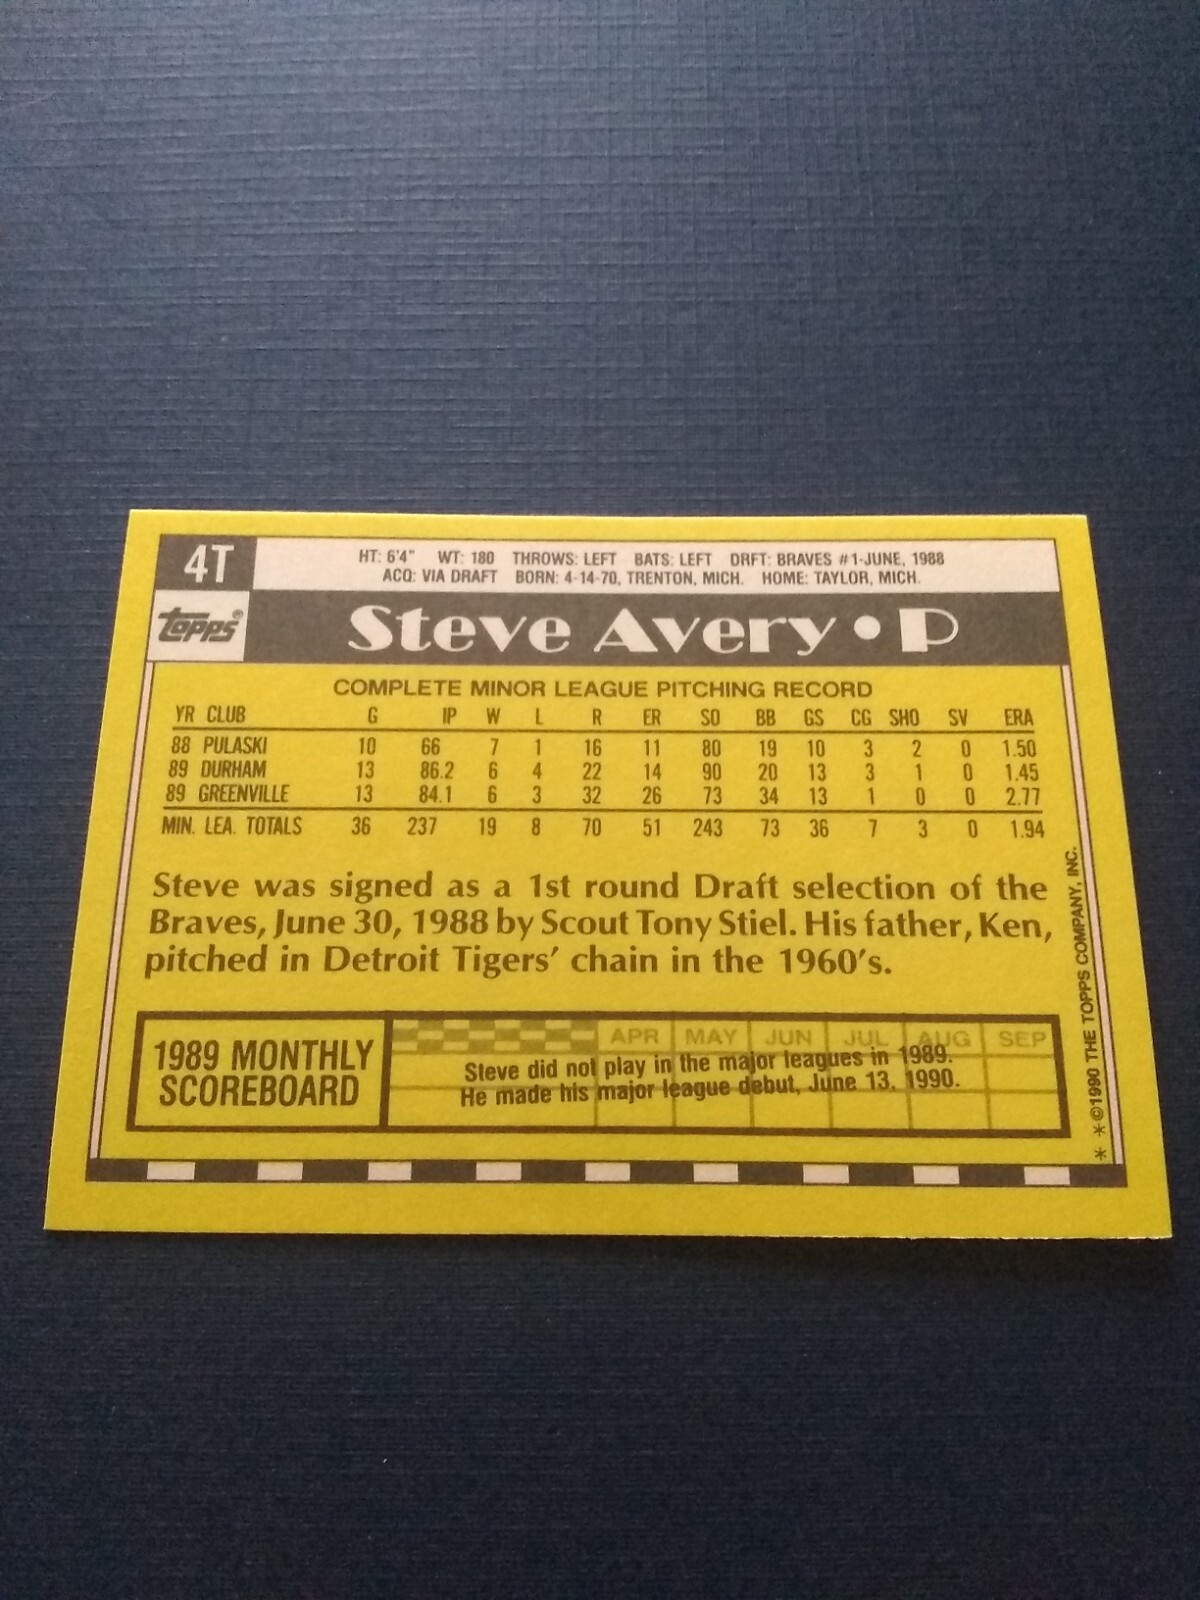 4T
HT: 6'4" WT: 180 THROWS: LEFT BATS: LEFT DRFT: BRAVES #1-JUNE, 1988
ACQ: VIA DRAFT BORN: 4-14-70, TRENTON, MICH. HOME: TAYLOR, MICH.
topps®
Steve Avery • P
COMPLETE MINOR LEAGUE PITCHING RECORD
YR CLUB G IP W L R ER SO BB GS CG SHO SV ERA
88 PULASKI 10 66 7 1 16 11 80 19 10 3 2 0 1.50
89 DURHAM 13 86.2 6 4 22 14 90 20 13 3 1 0 1.45
89 GREENVILLE 13 84.1 6 3 32 26 73 34 13 1 0 0 2.77
MIN. LEA. TOTALS 36 237 19 8 70 51 243 73 36 7 3 0 1.94
Steve was signed as a 1st round Draft selection of the
Braves, June 30, 1988 by Scout Tony Stiel. His father, Ken,
pitched in Detroit Tigers' chain in the 1960's.
1989 MONTHLY
SCOREBOARD
APR MAY JUN JUL AUG SEP
Steve did not play in the major leagues in 1989.
He made his major league debut, June 13, 1990.
* *©1990 THE TOPPS COMPANY, INC.